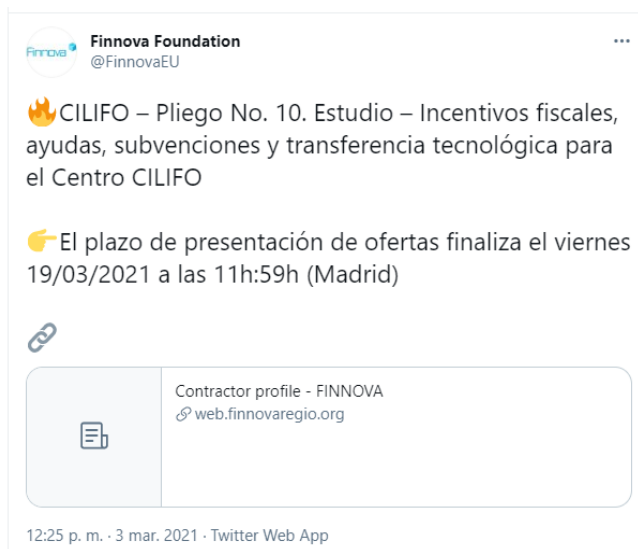 Finnova
Finnova Foundation
@FinnovaEU
🔥CILIFO – Pliego No. 10. Estudio – Incentivos fiscales,
ayudas, subvenciones y transferencia tecnológica para
el Centro CILIFO
👉El plazo de presentación de ofertas finaliza el viernes
19/03/2021 a las 11h:59h (Madrid)
🔗
Contractor profile - FINNOVA
web.finnovaregio.org
12:25 p. m. · 3 mar. 2021 · Twitter Web App